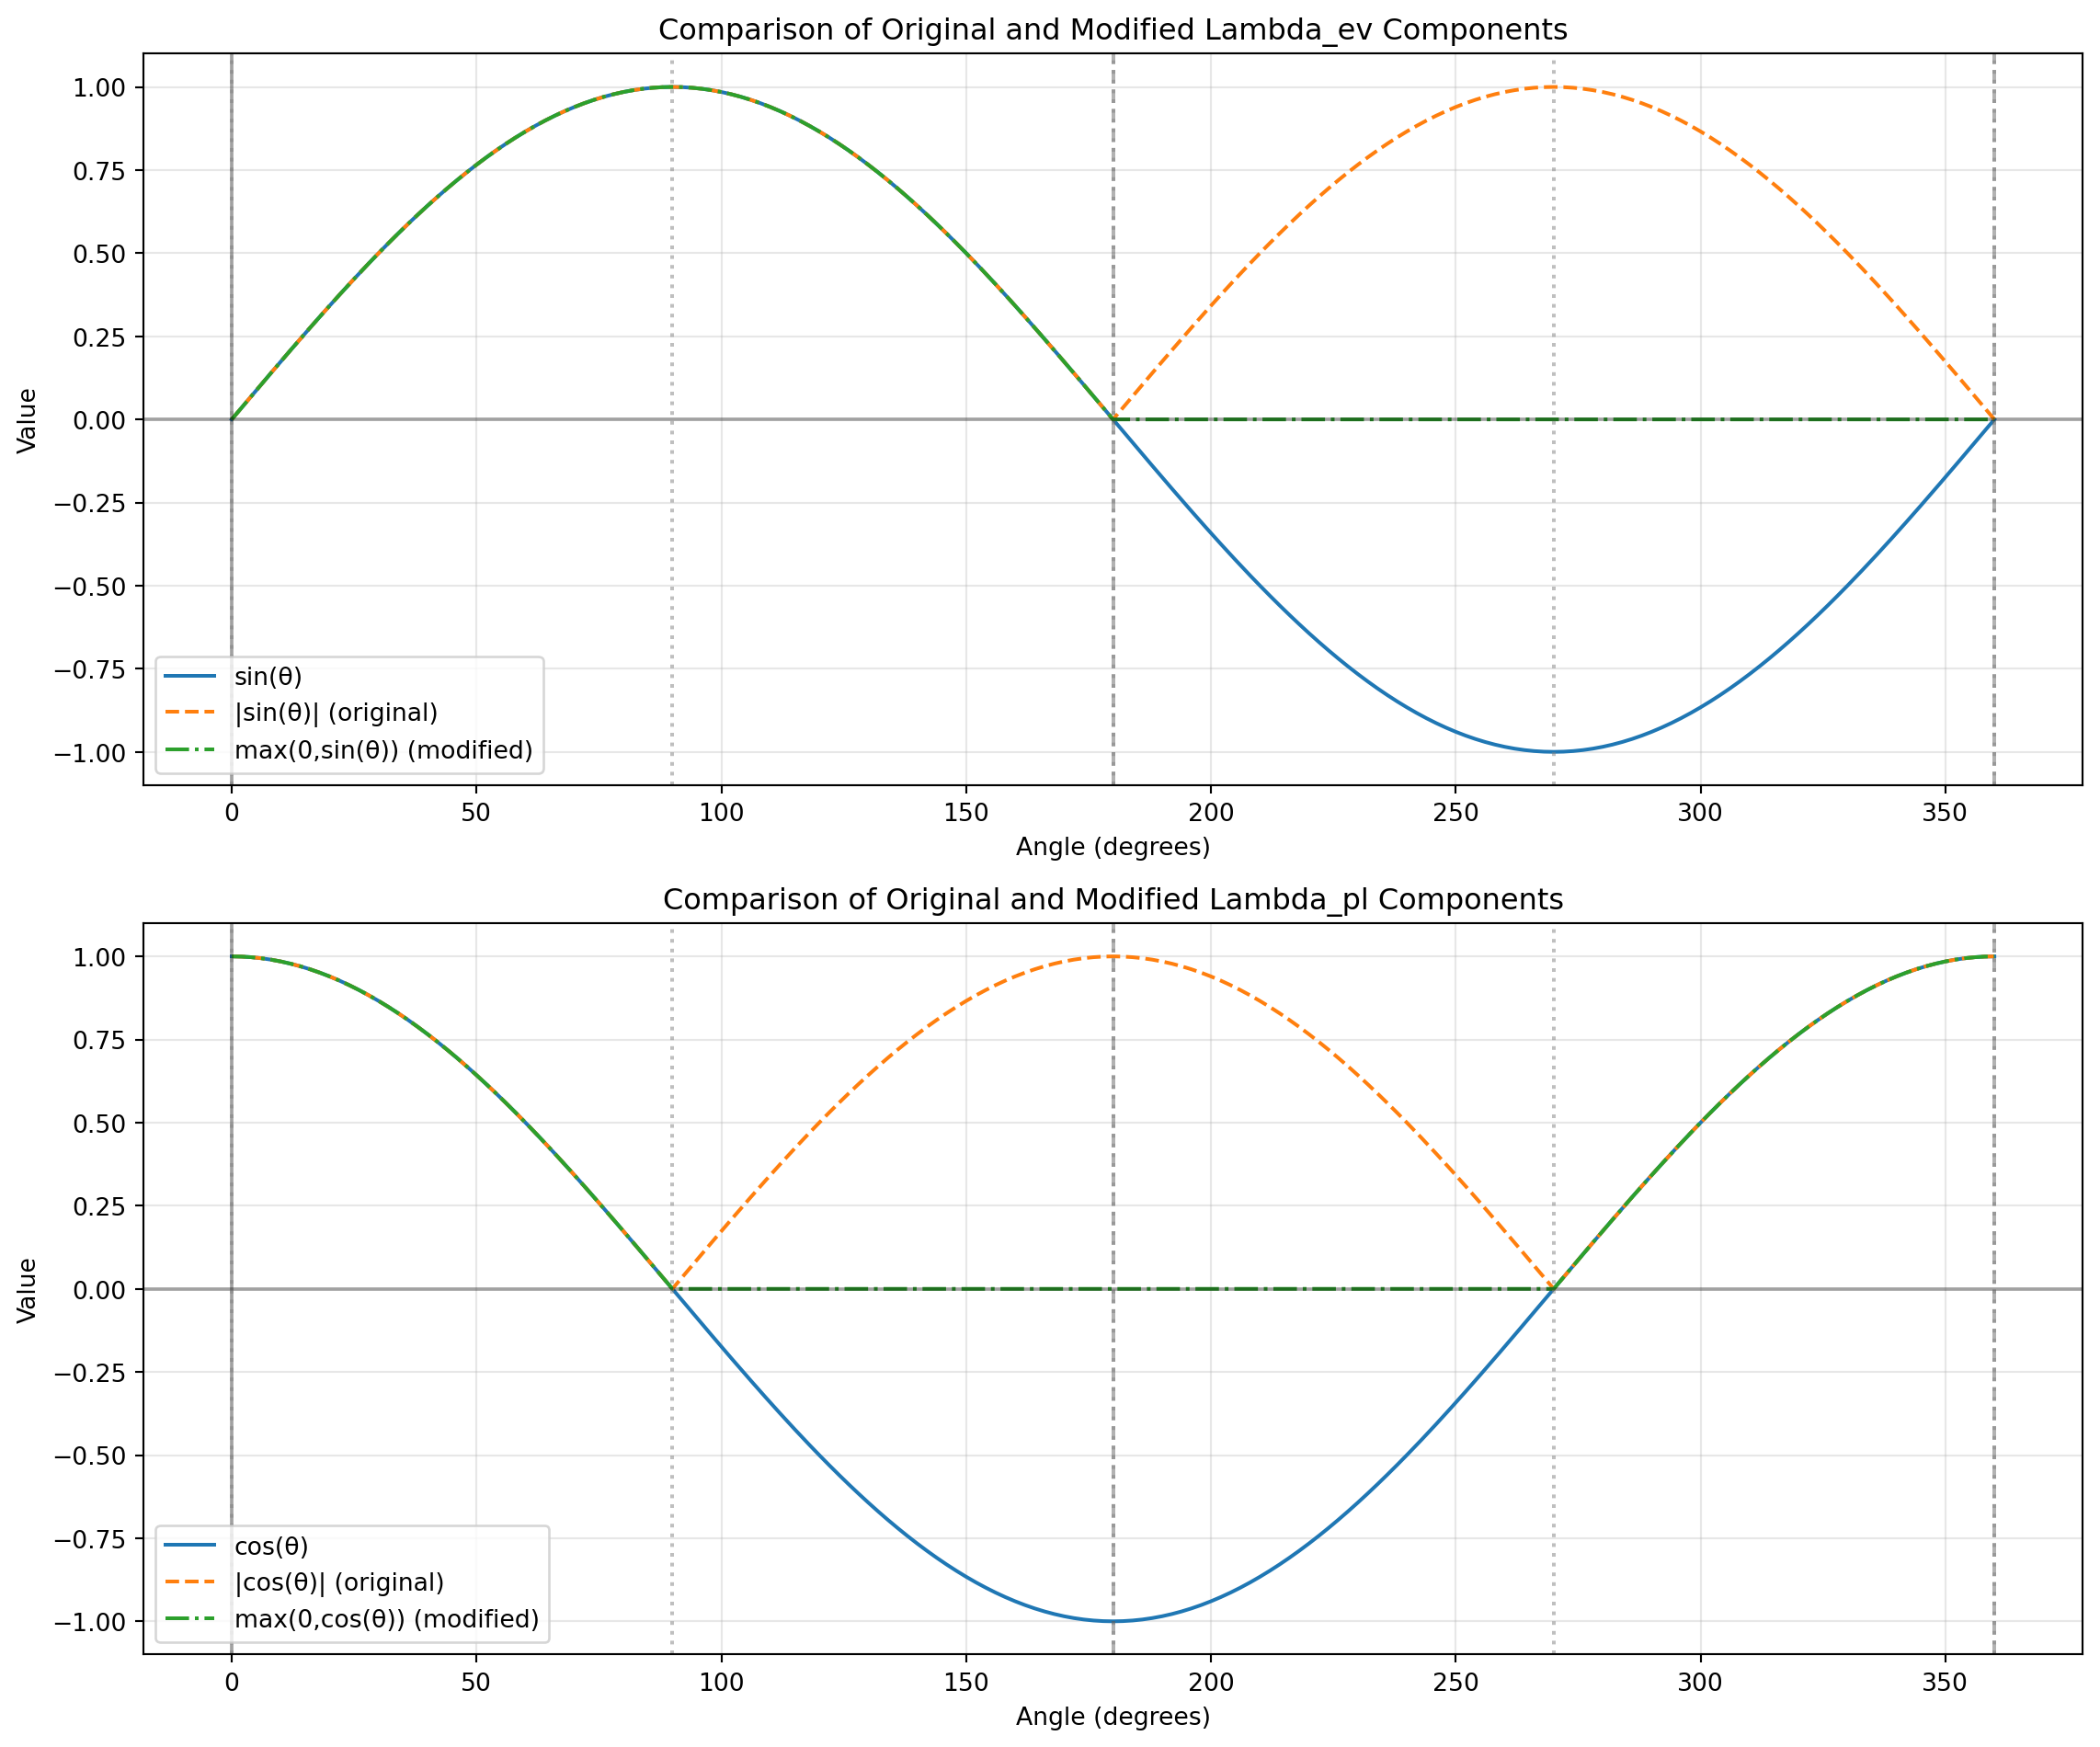 Comparison of Original and Modified Lambda_ev Components
1.00
0.75
0.50
0.25
0.00
−0.25
−0.50
−0.75
−1.00
Value
sin(θ)
|sin(θ)| (original)
max(0,sin(θ)) (modified)
0 50 100 150 200 250 300 350
Angle (degrees)
Comparison of Original and Modified Lambda_pl Components
1.00
0.75
0.50
0.25
0.00
−0.25
−0.50
−0.75
−1.00
Value
cos(θ)
|cos(θ)| (original)
max(0,cos(θ)) (modified)
0 50 100 150 200 250 300 350
Angle (degrees)